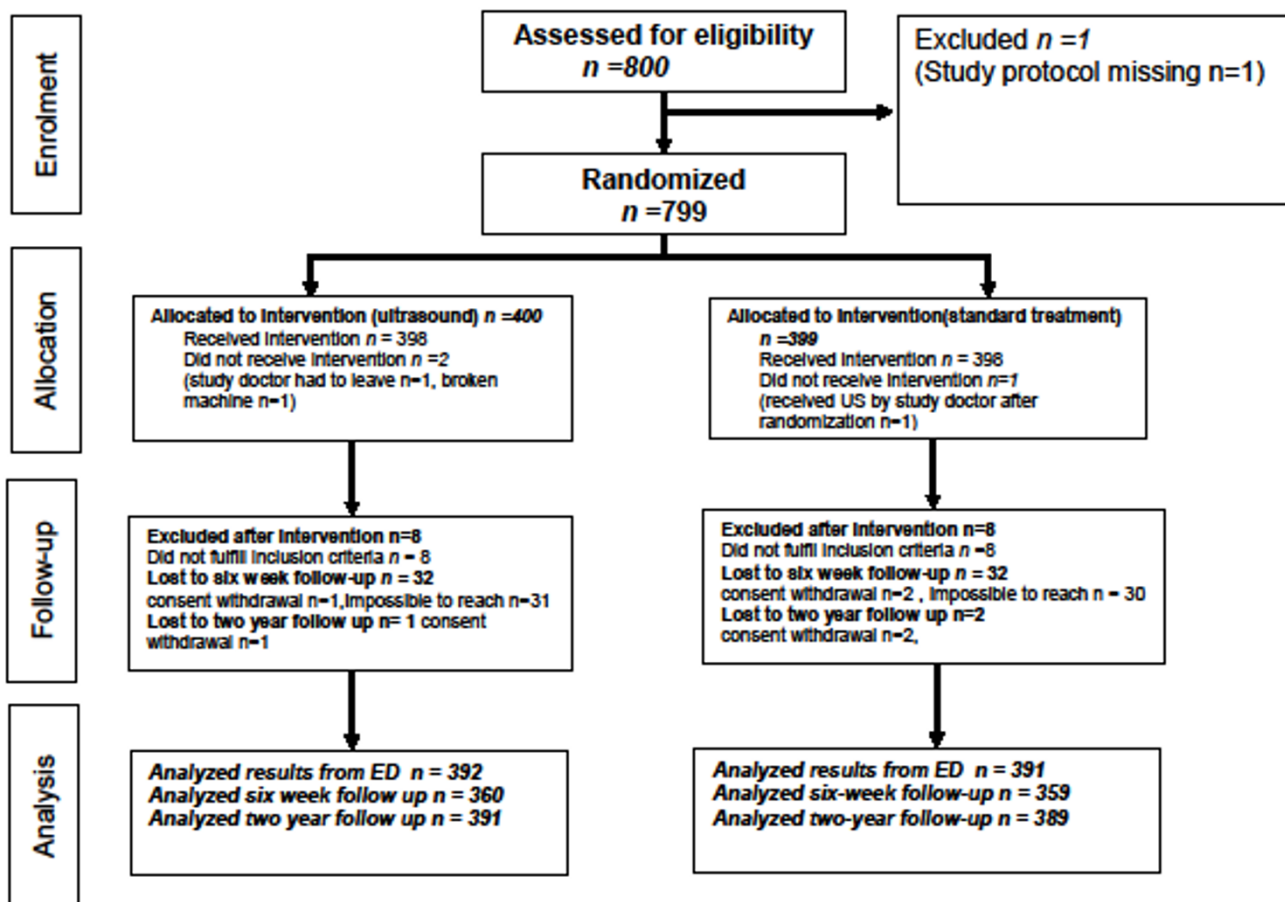 Enrolment
Assessed for eligibility
n =800
Excluded n =1
(Study protocol missing n=1)
Randomized
n =799
Allocation
Allocated to intervention (ultrasound) n =400
Received intervention n = 398
Did not receive intervention n =2
(study doctor had to leave n=1, broken
machine n=1)
Allocated to intervention(standard treatment)
n =399
Received intervention n = 398
Did not receive intervention n=1
(received US by study doctor after
randomization n=1)
Follow-up
Excluded after intervention n=8
Did not fulfill inclusion criteria n = 8
Lost to six week follow-up n = 32
consent withdrawal n=1,Impossible to reach n=31
Lost to two year follow up n= 1 consent
withdrawal n=1
Excluded after intervention n=8
Did not fulfill inclusion criteria n =8
Lost to six week follow-up n = 32
consent withdrawal n=2 , Impossible to reach n = 30
Lost to two year follow up n=2
consent withdrawal n=2,
Analysis
Analyzed results from ED n = 392
Analyzed six week follow up n = 360
Analyzed two year follow up n = 391
Analyzed results from ED n = 391
Analyzed six-week follow-up n = 359
Analyzed two-year follow-up n = 389